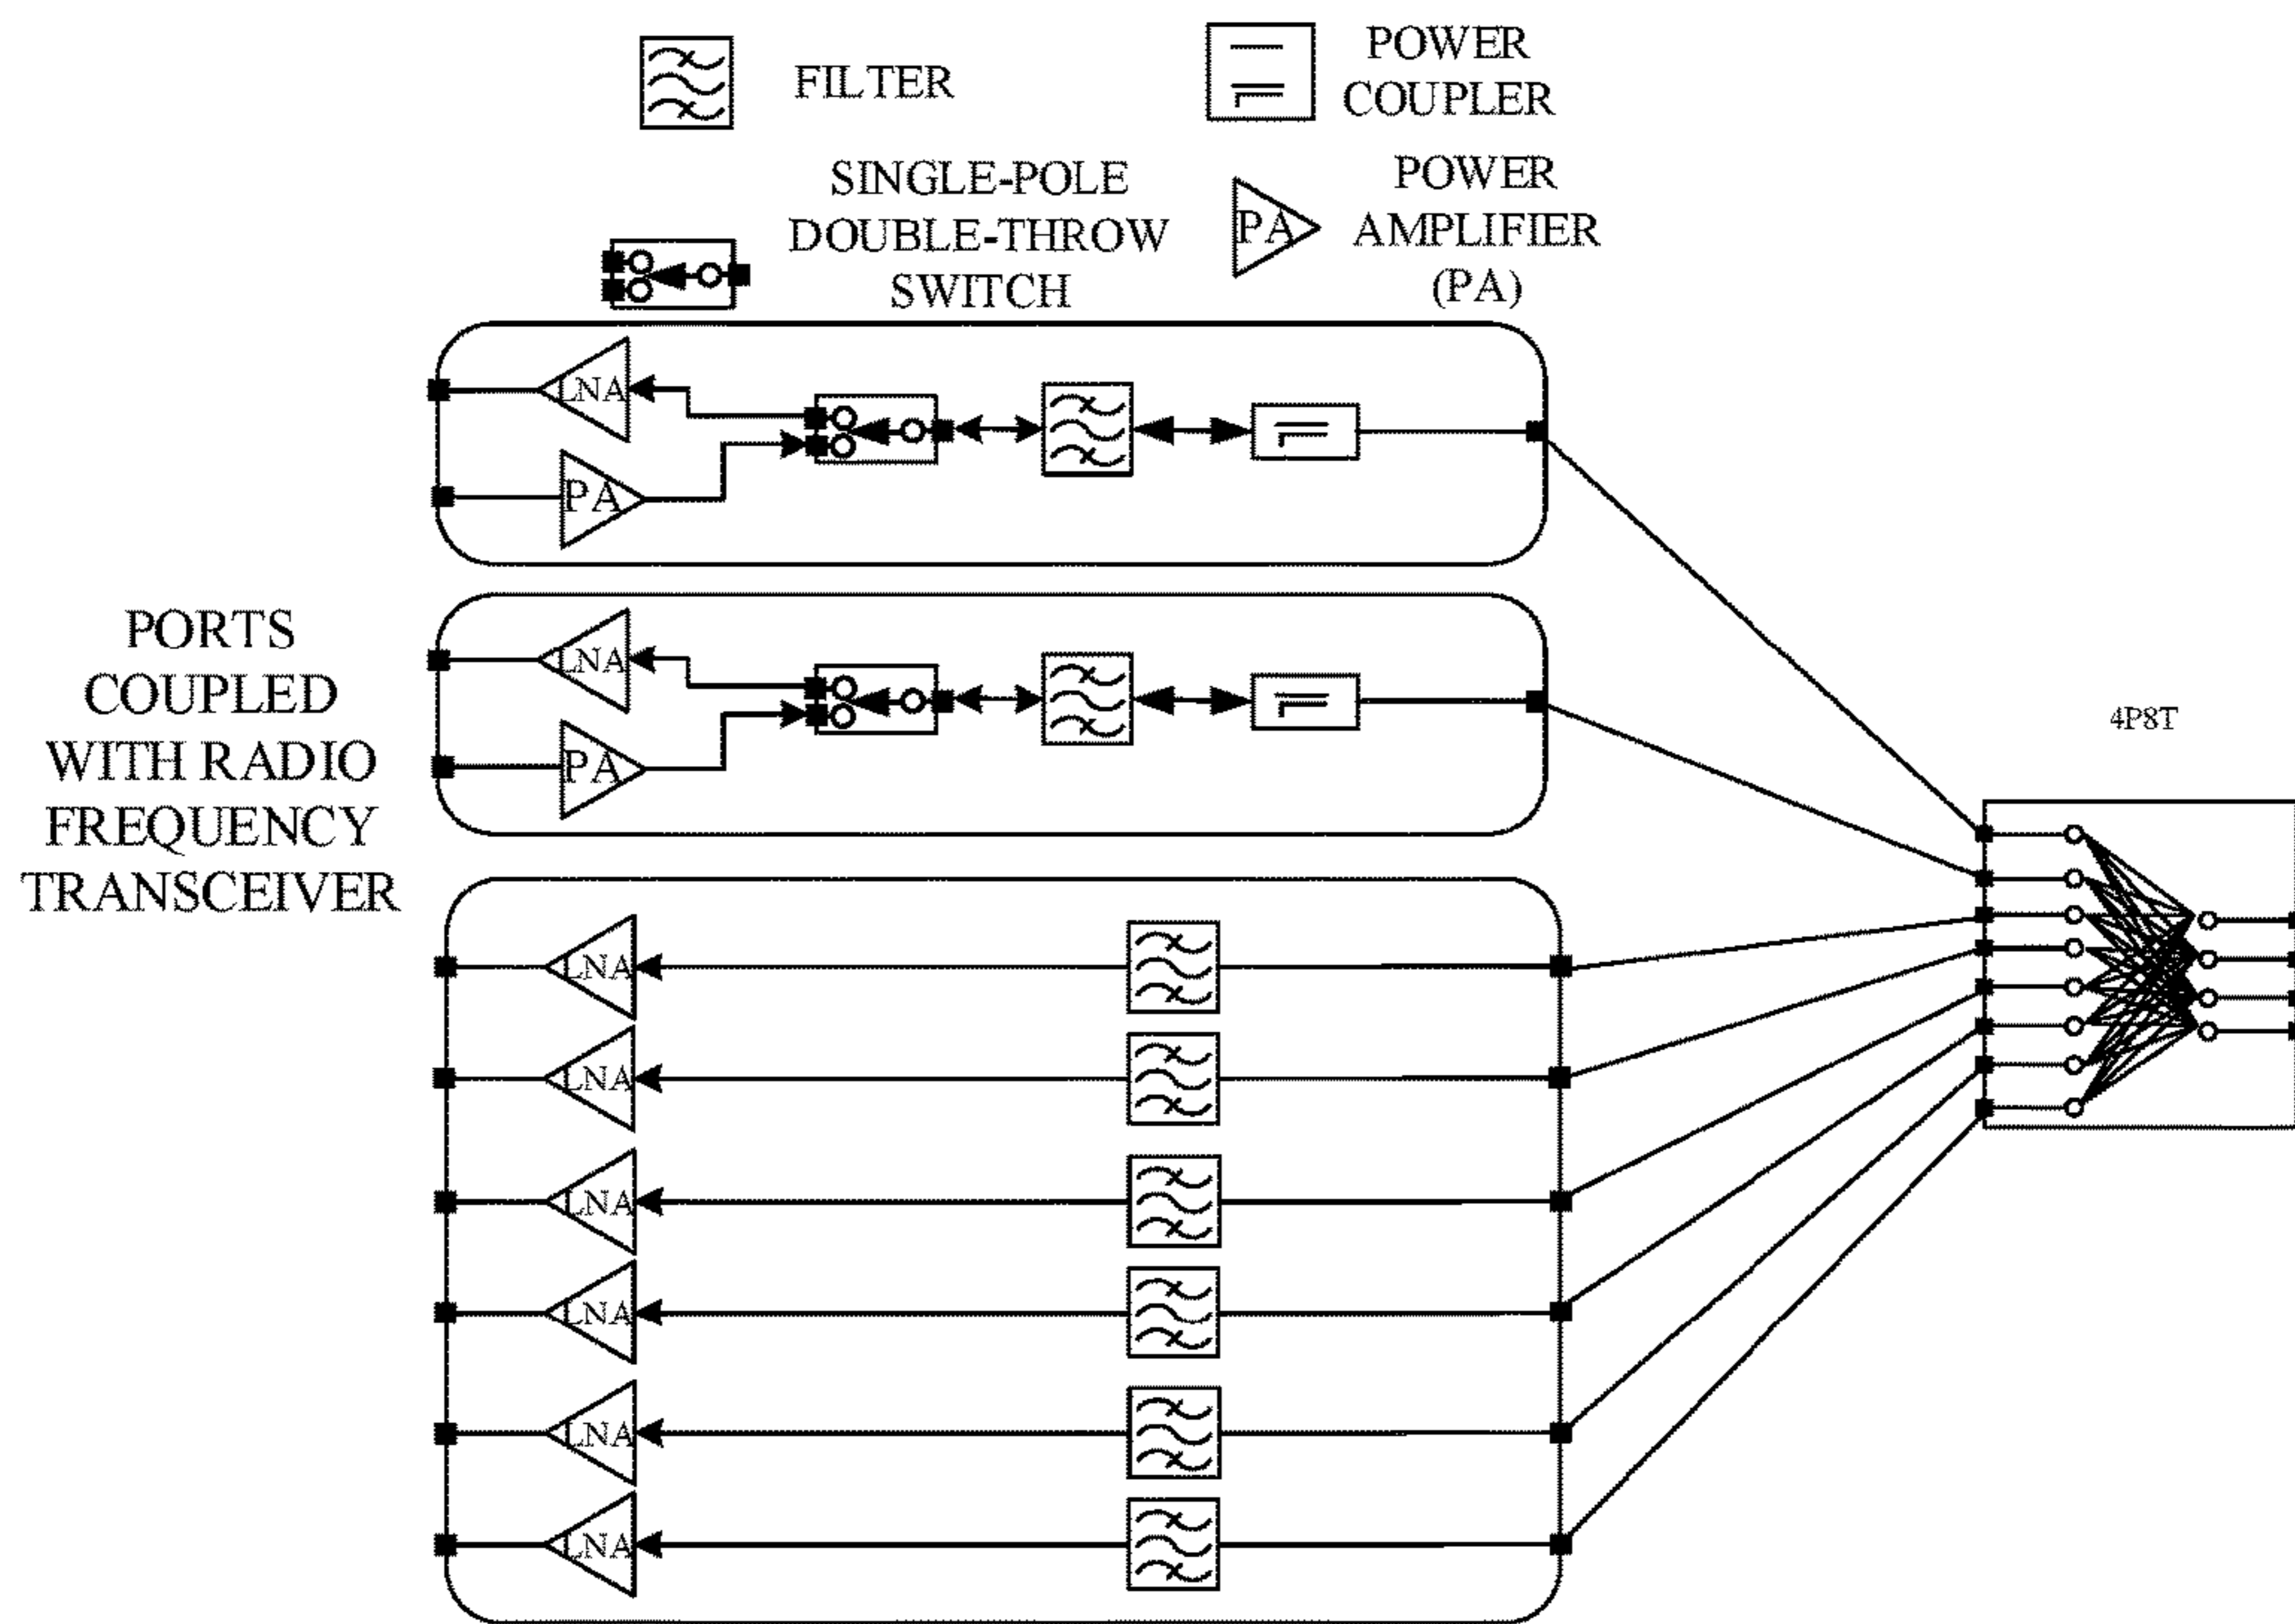 FILTER
POWER
COUPLER
SINGLE-POLE
DOUBLE-THROW
SWITCH
PA
POWER
AMPLIFIER
(PA)
LNA
PA
LNA
PA
PORTS
COUPLED
WITH RADIO
FREQUENCY
TRANSCEIVER
4P8T
LNA
LNA
LNA
LNA
LNA
LNA